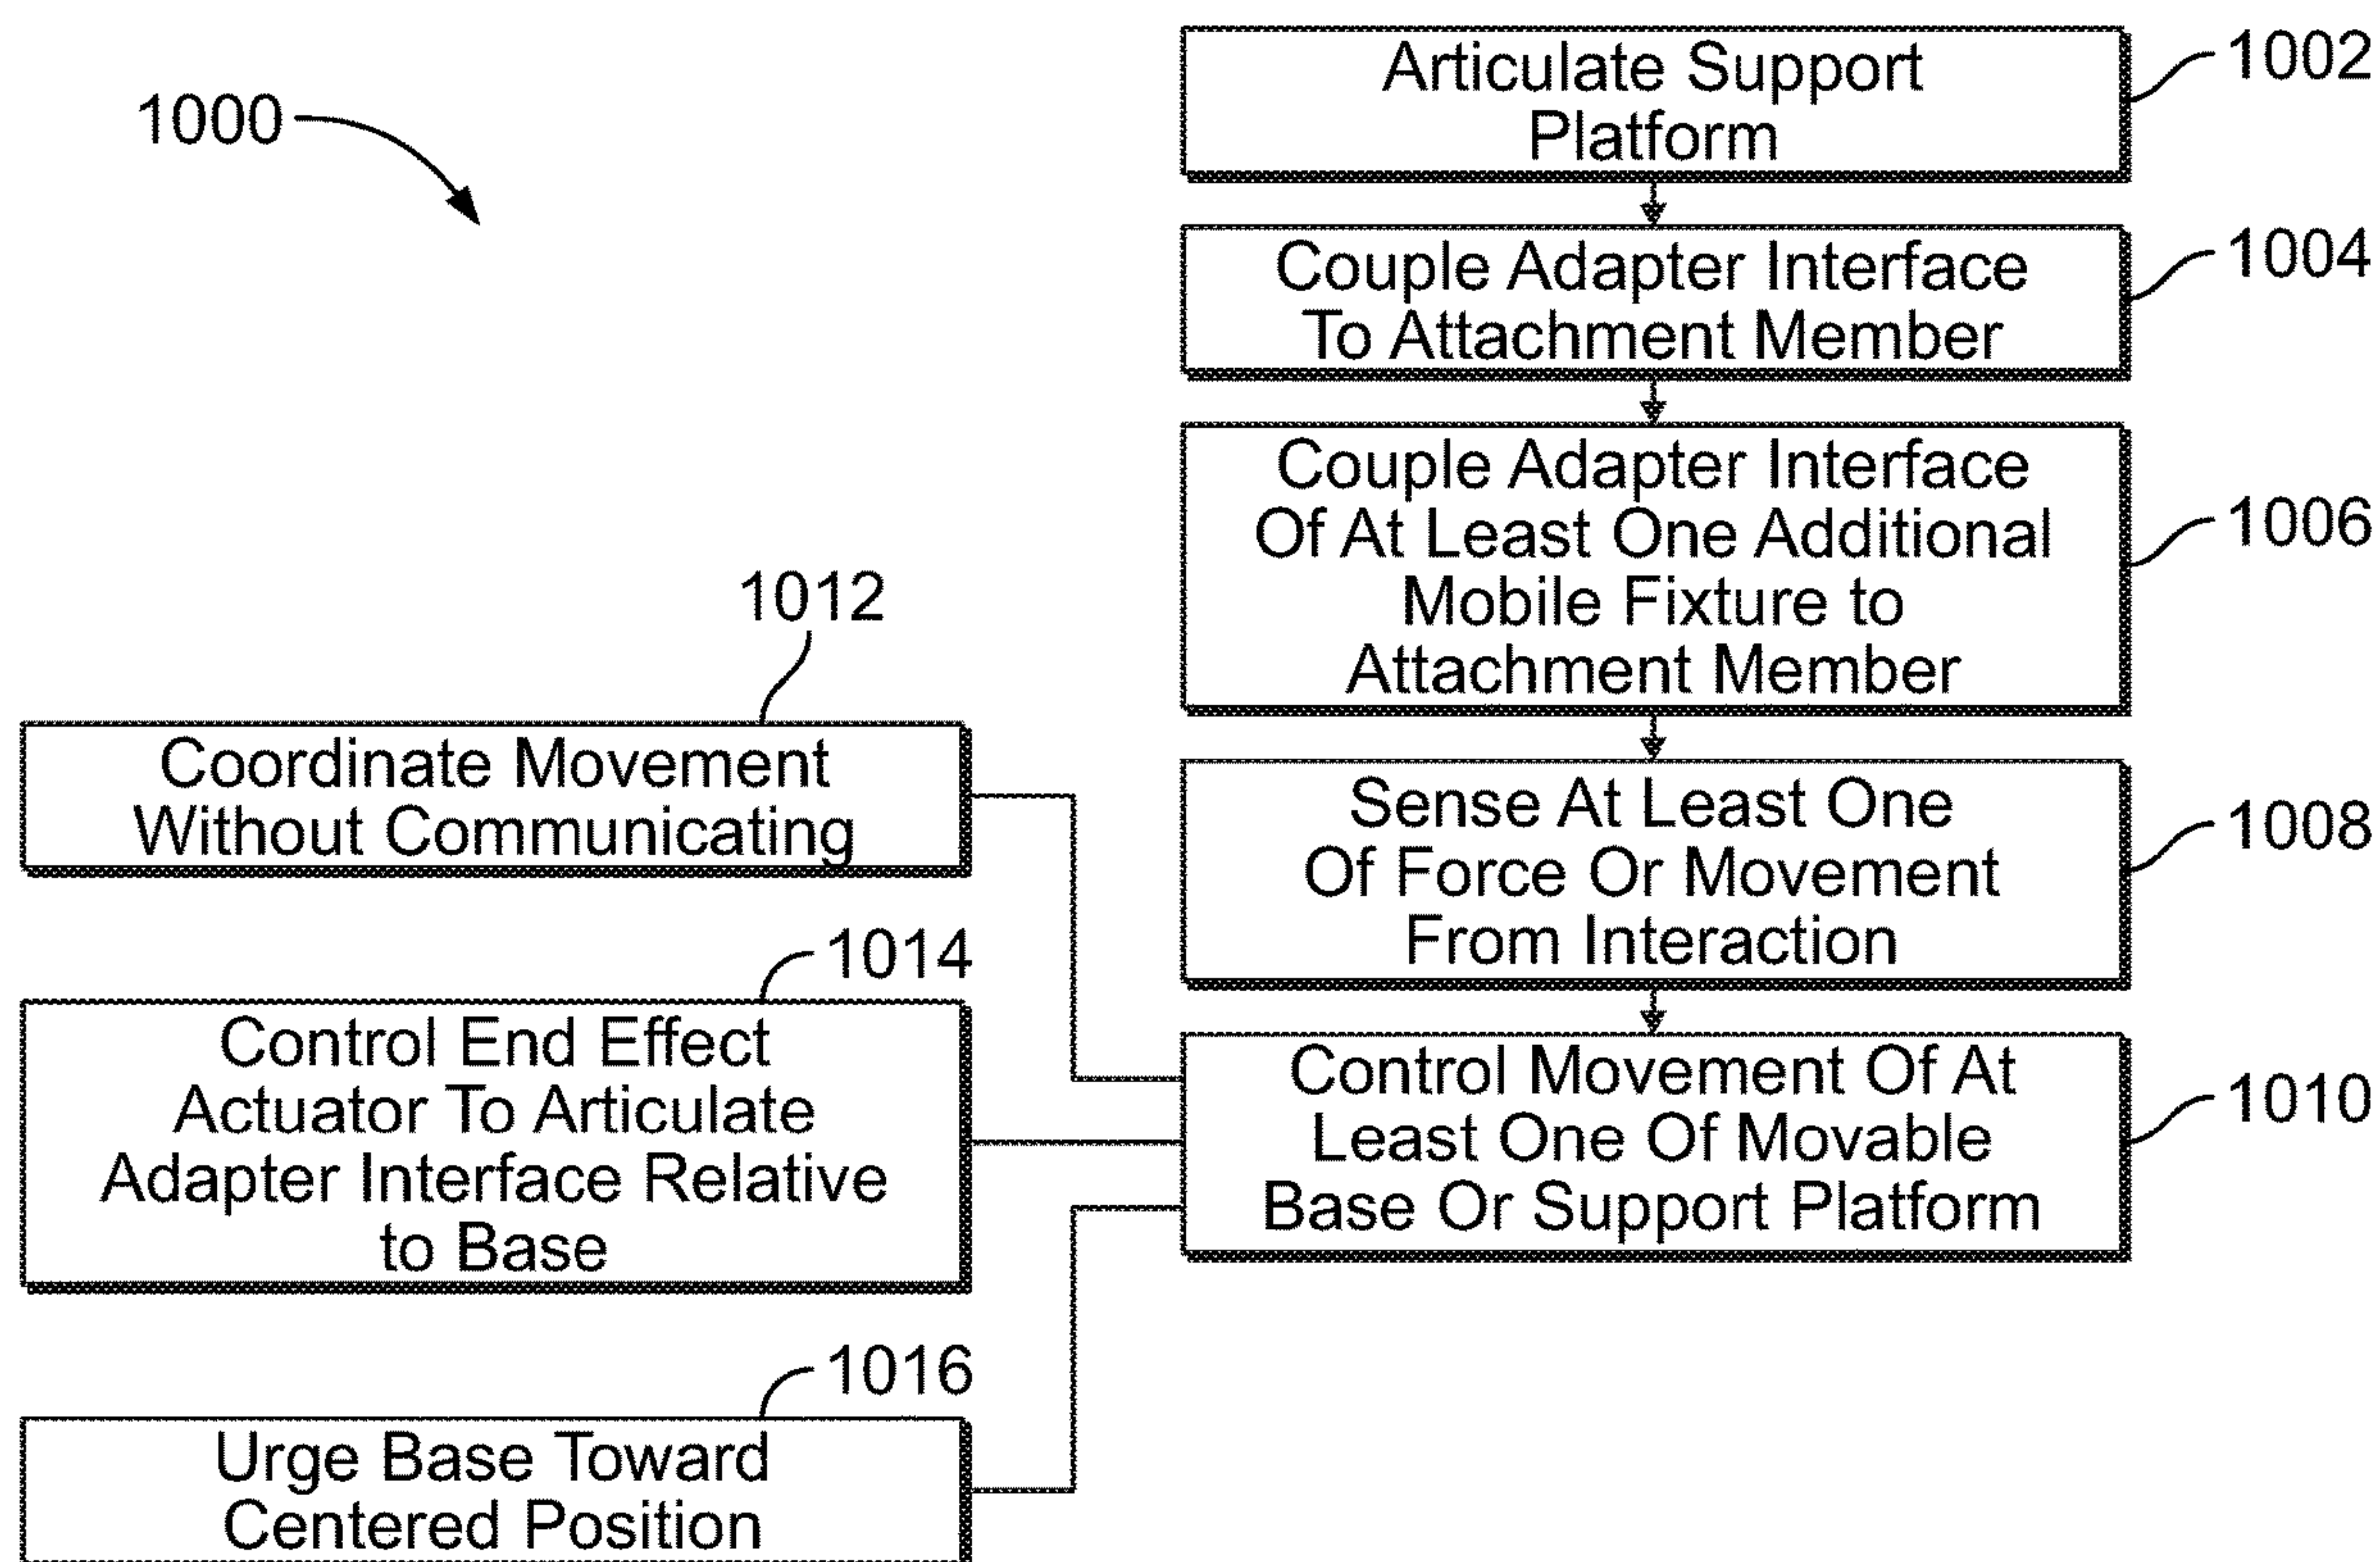 1000
Articulate Support
Platform
1002
Couple Adapter Interface
To Attachment Member
1004
Couple Adapter Interface
Of At Least One Additional
Mobile Fixture to
Attachment Member
1006
Sense At Least One
Of Force Or Movement
From Interaction
1008
Control Movement Of At
Least One Of Movable
Base Or Support Platform
1010
1012
Coordinate Movement
Without Communicating
1014
Control End Effect
Actuator To Articulate
Adapter Interface Relative
to Base
1016
Urge Base Toward
Centered Position